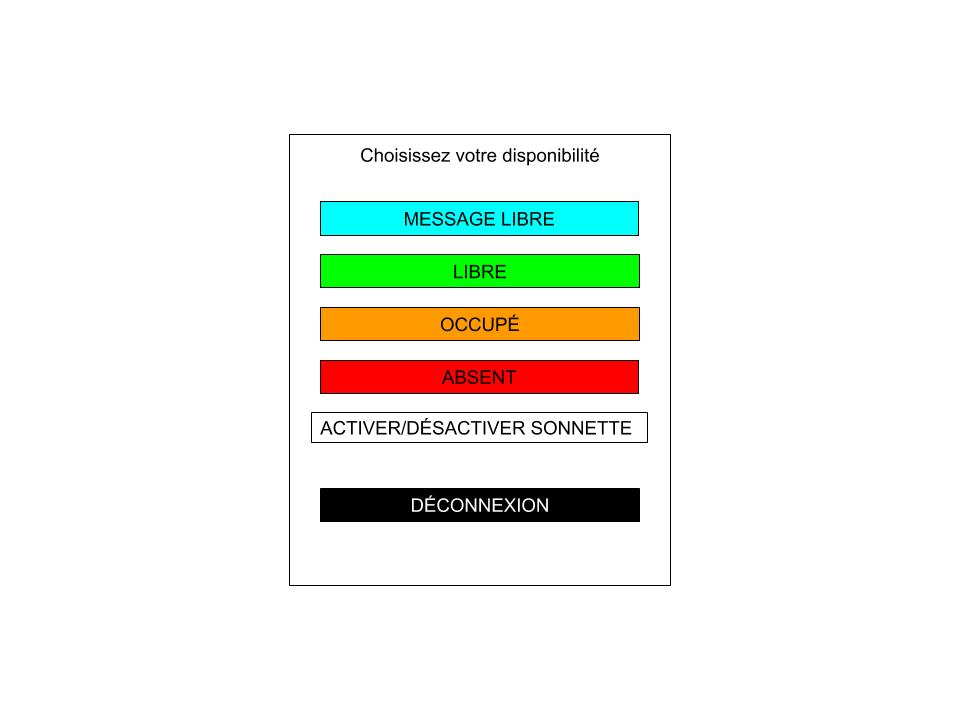 Choisissez votre disponibilité
MESSAGE LIBRE
LIBRE
OCCUPÉ
ABSENT
ACTIVER/DÉSACTIVER SONNETTE
DÉCONNEXION